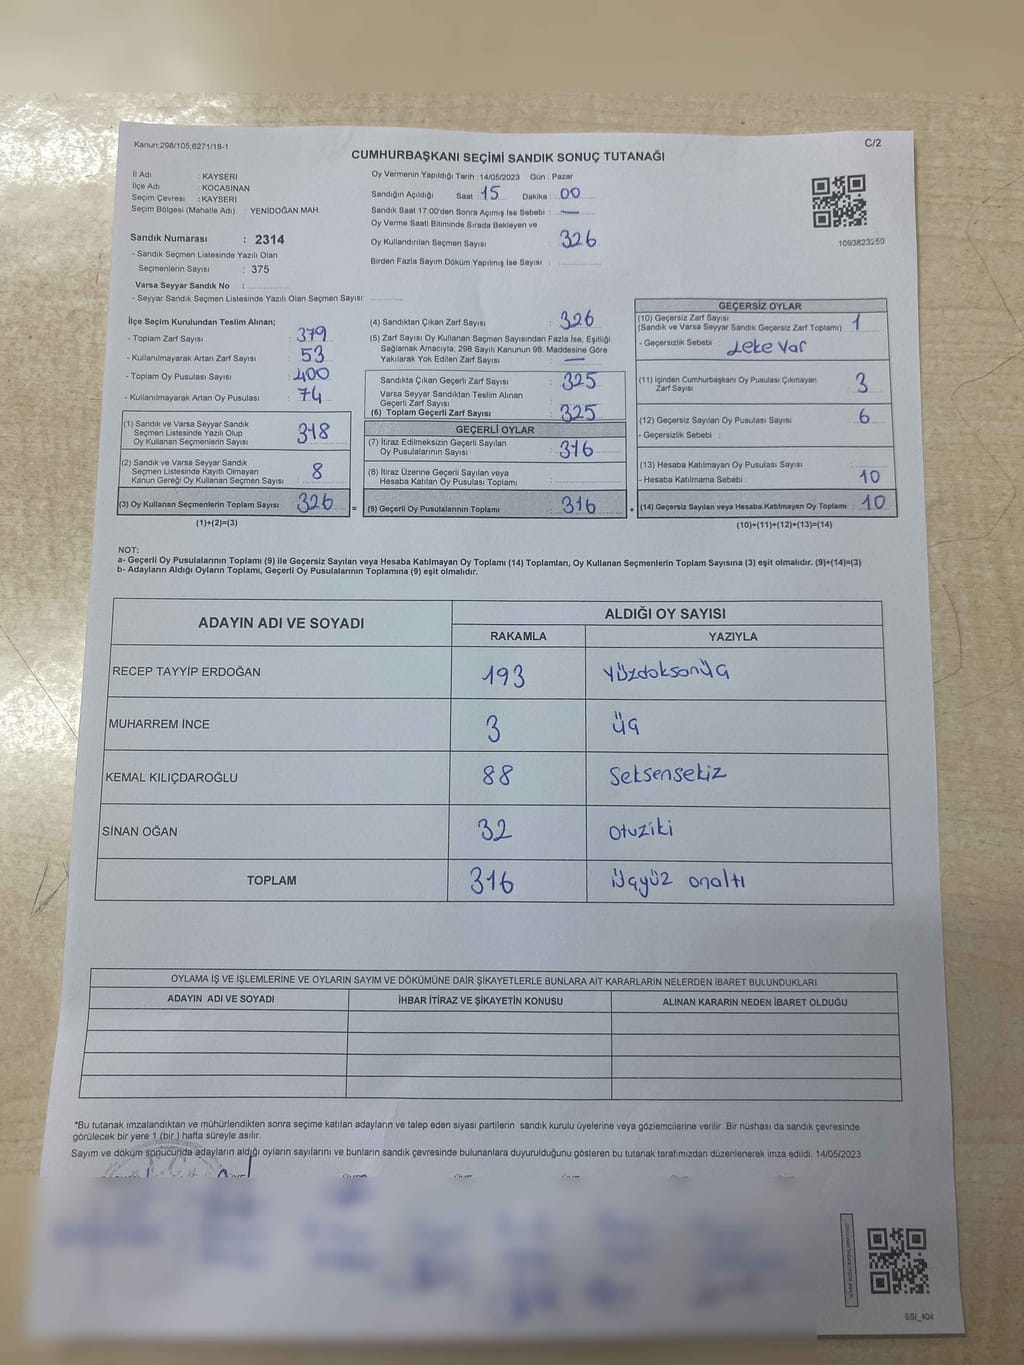 Kanun;298/105;6271/18-1
C/2
CUMHURBAŞKANI SEÇİMİ SANDIK SONUÇ TUTANAĞI
İl Adı : KAYSERİ
İlçe Adı : KOCASİNAN
Seçim Çevresi : KAYSERİ
Seçim Bölgesi (Mahalle Adı) : YENİDOĞAN MAH.
Sandık Numarası : 2314
- Sandık Seçmen Listesinde Yazılı Olan
Seçmenlerin Sayısı : 375
Varsa Seyyar Sandık No :
- Seyyar Sandık Seçmen Listesinde Yazılı Olan Seçmen Sayısı:
Oy Vermenin Yapıldığı Tarih : 14/05/2023 Gün : Pazar
Sandığın Açıldığı Saat : 15 Dakika : 00
Sandık Saat 17:00'den Sonra Açımış İse Sebebi : —
Oy Verme Saati Bitiminde Sırada Bekleyen ve
Oy Kullandırılan Seçmen Sayısı : 326
Birden Fazla Sayım Döküm Yapılmış İse Sayısı :
1093823259
İlçe Seçim Kurulundan Teslim Alınan;
- Toplam Zarf Sayısı : 379
- Kullanılmayarak Artan Zarf Sayısı : 53
- Toplam Oy Pusulası Sayısı : 400
- Kullanılmayarak Artan Oy Pusulası : 74
(1) Sandık ve Varsa Seyyar Sandık
Seçmen Listesinde Yazılı Olup
Oy Kullanan Seçmenlerin Sayısı : 318
(2) Sandık ve Varsa Seyyar Sandık
Seçmen Listesinde Kayıtlı Olmayan
Kanun Gereği Oy Kullanan Seçmen Sayısı : 8
(3) Oy Kullanan Seçmenlerin Toplam Sayısı : 326 =
(1)+(2)=(3)
(4) Sandıktan Çıkan Zarf Sayısı : 326
(5) Zarf Sayısı Oy Kullanan Seçmen Sayısından Fazla İse, Eşitliği
Sağlamak Amacıyla, 298 Sayılı Kanunun 98. Maddesine Göre
Yakılarak Yok Edilen Zarf Sayısı : —
Sandıkta Çıkan Geçerli Zarf Sayısı : 325
Varsa Seyyar Sandıktan Teslim Alınan
Geçerli Zarf Sayısı :
(6) Toplam Geçerli Zarf Sayısı : 325
GEÇERLİ OYLAR
(7) İtiraz Edilmeksizin Geçerli Sayılan
Oy Pusulalarının Sayısı : 316
(8) İtiraz Üzerine Geçerli Sayılan veya
Hesaba Katılan Oy Pusulası Toplamı :
(9) Geçerli Oy Pusulalarının Toplamı : 316 +
GEÇERSİZ OYLAR
(10) Geçersiz Zarf Sayısı
(Sandık ve Varsa Seyyar Sandık Geçersiz Zarf Toplamı) : 1
- Geçersizlik Sebebi : Leke Var
(11) İçinden Cumhurbaşkanı Oy Pusulası Çıkmayan
Zarf Sayısı : 3
(12) Geçersiz Sayılan Oy Pusulası Sayısı : 6
- Geçersizlik Sebebi :
(13) Hesaba Katılmayan Oy Pusulası Sayısı :
- Hesaba Katılmama Sebebi : 10
(14) Geçersiz Sayılan veya Hesaba Katılmayan Oy Toplamı : 10
(10)+(11)+(12)+(13)=(14)
NOT:
a- Geçerli Oy Pusulalarının Toplamı (9) ile Geçersiz Sayılan veya Hesaba Katılmayan Oy Toplamı (14) Toplamları, Oy Kullanan Seçmenlerin Toplam Sayısına (3) eşit olmalıdır. (9)+(14)=(3)
b- Adayların Aldığı Oyların Toplamı, Geçerli Oy Pusulalarının Toplamına (9) eşit olmalıdır.
ADAYIN ADI VE SOYADI
ALDIĞI OY SAYISI
RAKAMLA YAZIYLA
RECEP TAYYİP ERDOĞAN 193 Yüzdoksanüç
MUHARREM İNCE 3 üç
KEMAL KILIÇDAROĞLU 88 Seksensekiz
SİNAN OĞAN 32 otuziki
TOPLAM 316 üçyüz onaltı
OYLAMA İŞ VE İŞLEMLERİNE VE OYLARIN SAYIM VE DÖKÜMÜNE DAİR ŞİKAYETLERLE BUNLARA AİT KARARLARIN NELERDEN İBARET BULUNDUKLARI
ADAYIN ADI VE SOYADI İHBAR İTİRAZ VE ŞİKAYETİN KONUSU ALINAN KARARIN NEDEN İBARET OLDUĞU
*Bu tutanak imzalandıktan ve mühürlendikten sonra seçime katılan adayların ve talep eden siyasi partilerin sandık kurulu üyelerine veya gözlemcilerine verilir .Bir nüshası da sandık çevresinde
görülecek bir yere 1 (bir ) hafta süreyle asılır.
Sayım ve döküm sonucunda adayların aldığı oyların sayılarını ve bunların sandık çevresinde bulunanlara duyurulduğunu gösteren bu tutanak tarafımızdan düzenlenerek imza edildi. 14/05/2023
SSI_404